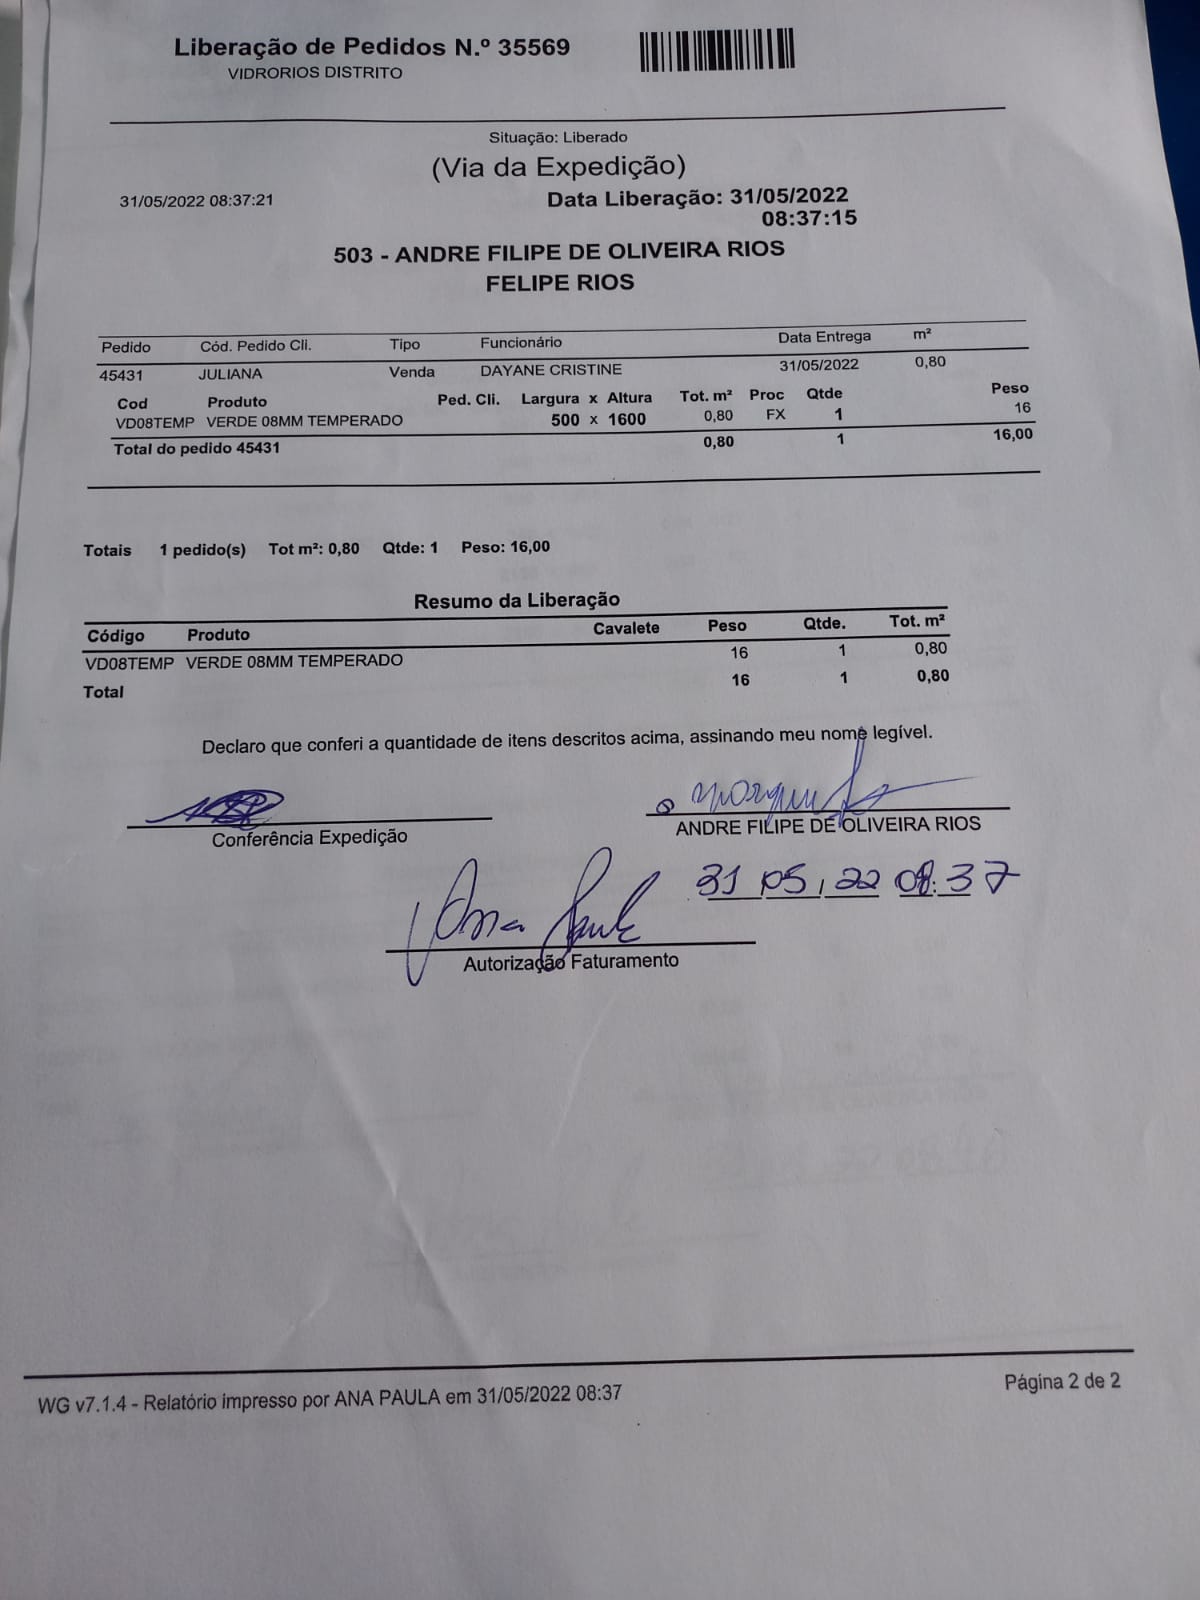 Liberação de Pedidos N.º 35569
VIDRORIOS DISTRITO
Situação: Liberado
(Via da Expedição)
31/05/2022 08:37:21 Data Liberação: 31/05/2022
08:37:15
503 - ANDRE FILIPE DE OLIVEIRA RIOS
FELIPE RIOS
Pedido Cód. Pedido Cli. Tipo Funcionário Data Entrega m²
45431 JULIANA Venda DAYANE CRISTINE 31/05/2022 0,80
Cod Produto Ped. Cli. Largura x Altura Tot. m² Proc Qtde Peso
VD08TEMP VERDE 08MM TEMPERADO 500 x 1600 0,80 FX 1 16
Total do pedido 45431 0,80 1 16,00
Totais 1 pedido(s) Tot m²: 0,80 Qtde: 1 Peso: 16,00
Resumo da Liberação
Código Produto Cavalete Peso Qtde. Tot. m²
VD08TEMP VERDE 08MM TEMPERADO 16 1 0,80
Total 16 1 0,80
Declaro que conferi a quantidade de itens descritos acima, assinando meu nome legível.
Conferência Expedição
ANDRE FILIPE DE OLIVEIRA RIOS
31 05 22 08:37
Ana Paula
Autorização Faturamento
WG v7.1.4 - Relatório impresso por ANA PAULA em 31/05/2022 08:37
Página 2 de 2